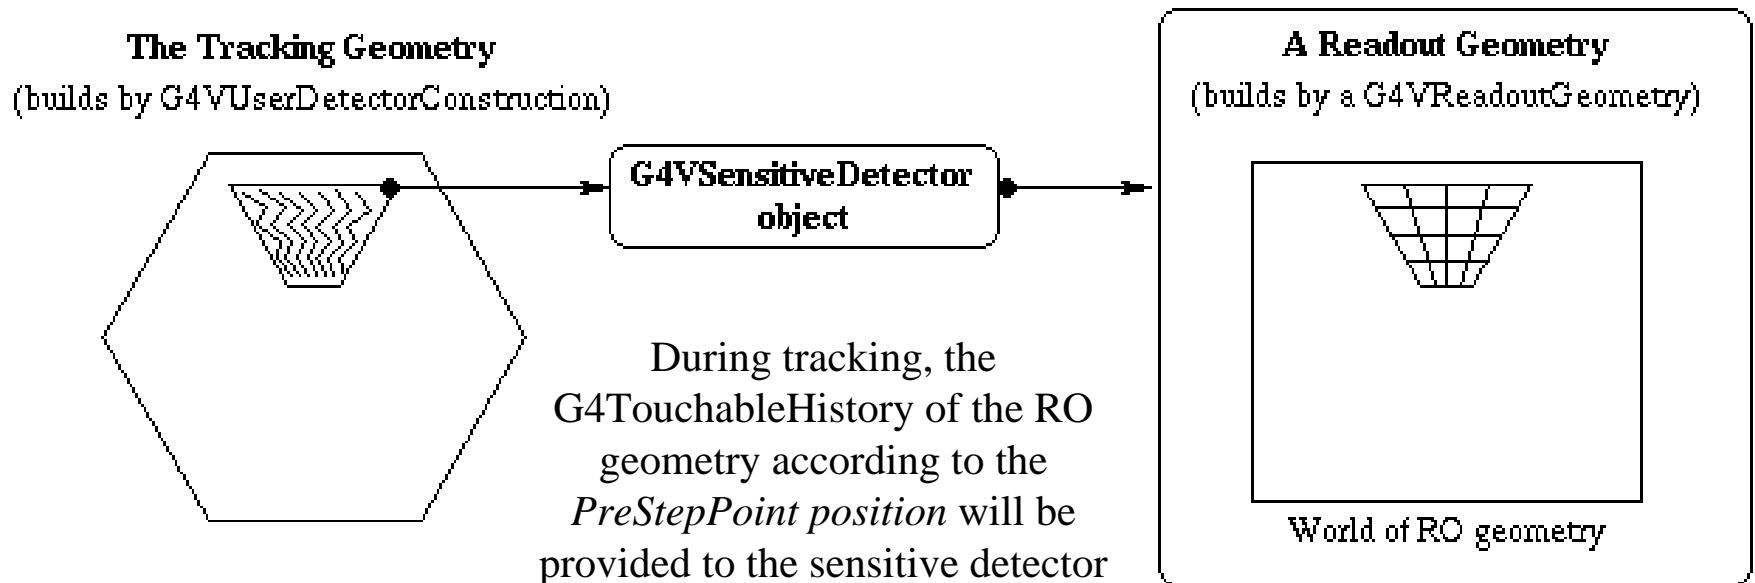 The Tracking Geometry
(builds by G4VUserDetectorConstruction)
G4VSensitiveDetector
object
During tracking, the
G4TouchableHistory of the RO
geometry according to the
PreStepPoint position will be
provided to the sensitive detector
A Readout Geometry
(builds by a G4VReadoutGeometry)
World of RO geometry